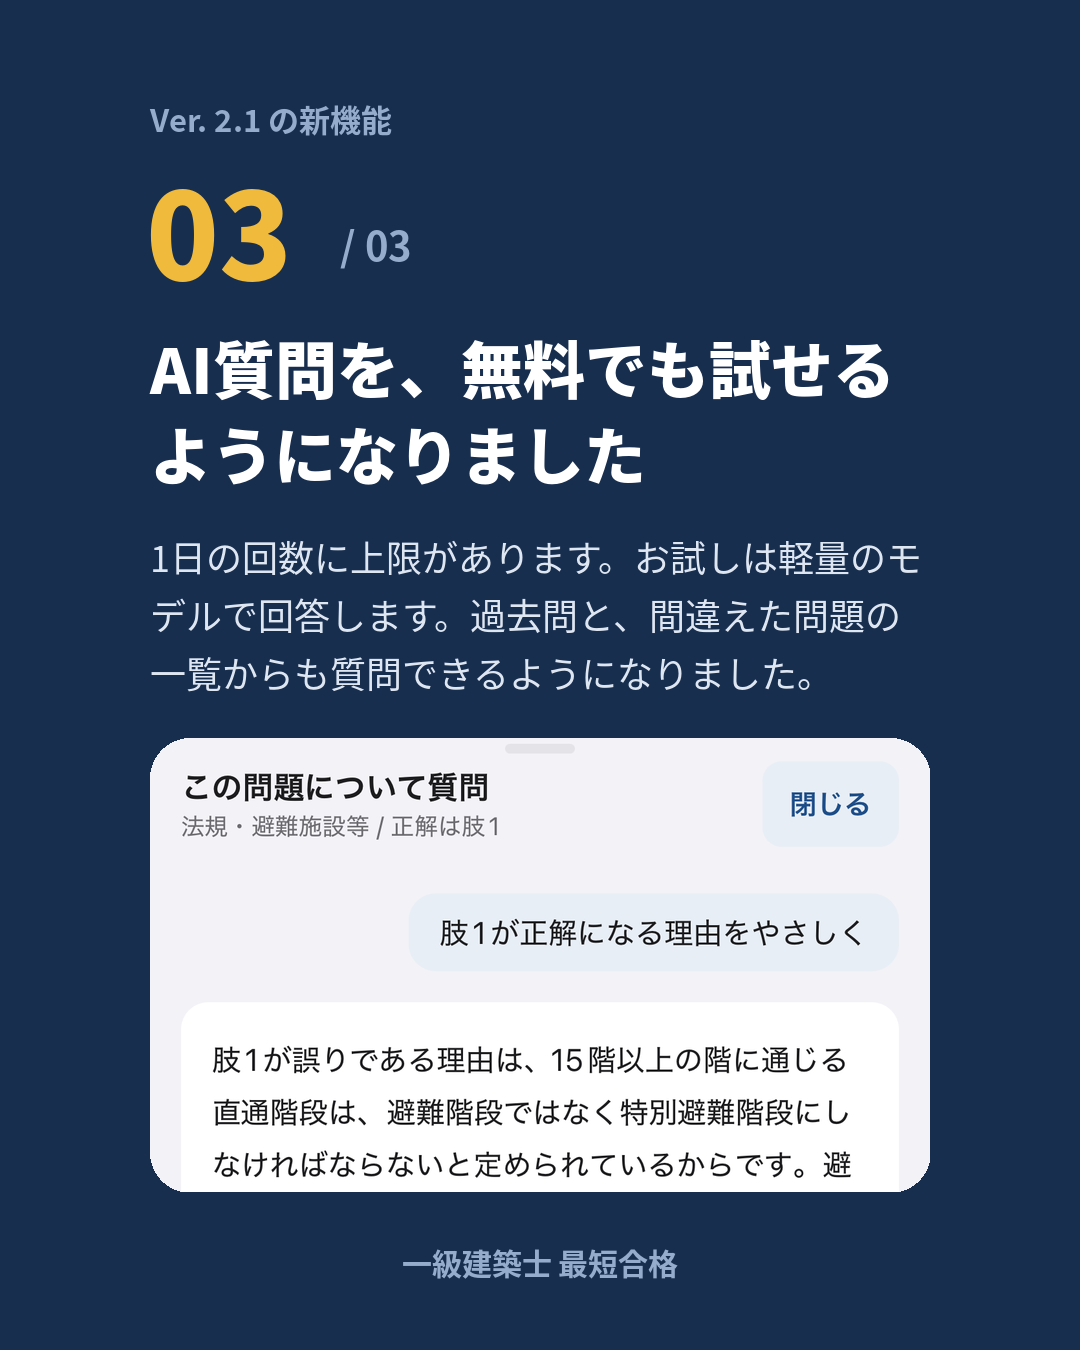 Ver. 2.1 の新機能
03 / 03
AI質問を、無料でも試せる
ようになりました
1日の回数に上限があります。お試しは軽量のモ
デルで回答します。過去問と、間違えた問題の
一覧からも質問できるようになりました。
この問題について質問
閉じる
法規・避難施設等 / 正解は肢1
肢1が正解になる理由をやさしく
肢1が誤りである理由は、15階以上の階に通じる
直通階段は、避難階段ではなく特別避難階段にし
なければならないと定められているからです。避
一級建築士 最短合格